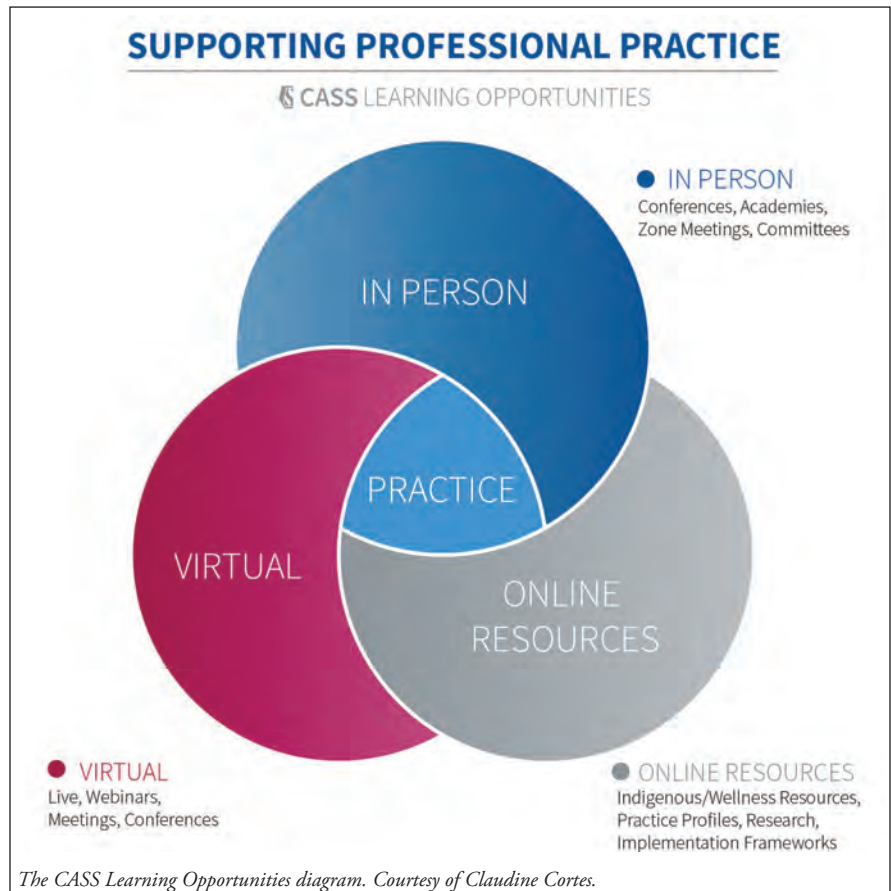 SUPPORTING PROFESSIONAL PRACTICE
CASS LEARNING OPPORTUNITIES
IN PERSON
Conferences, Academies,
Zone Meetings, Committees
IN PERSON
PRACTICE
VIRTUAL
ONLINE
RESOURCES
VIRTUAL
Live, Webinars,
Meetings, Conferences
ONLINE RESOURCES
Indigenous/Wellness Resources,
Practice Profiles, Research,
Implementation Frameworks
The CASS Learning Opportunities diagram. Courtesy of Claudine Cortes.